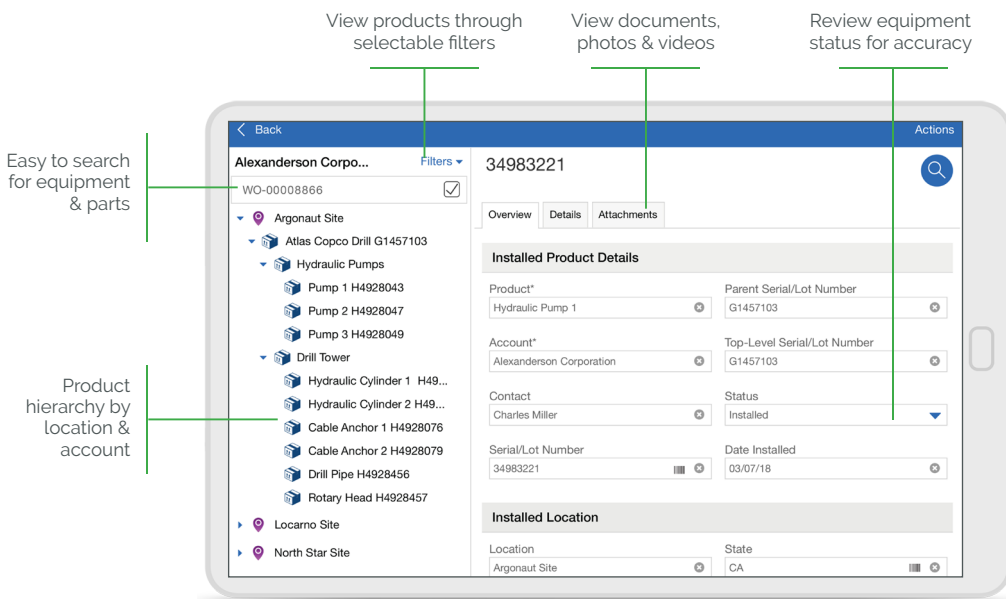 View products through
selectable filters
View documents,
photos & videos
Review equipment
status for accuracy
Easy to search
for equipment
& parts
Product
hierarchy by
location &
account
Back
Actions
Alexanderson Corpo...
Filters
WO-00008866
Argonaut Site
Atlas Copco Drill G1457103
Hydraulic Pumps
Pump 1 H4928043
Pump 2 H4928047
Pump 3 H4928049
Drill Tower
Hydraulic Cylinder 1 H49...
Hydraulic Cylinder 2 H49...
Cable Anchor 1 H4928076
Cable Anchor 2 H4928079
Drill Pipe H4928456
Rotary Head H4928457
Locarno Site
North Star Site
34983221
Overview Details Attachments
Installed Product Details
Product* Parent Serial/Lot Number
Hydraulic Pump 1 G1457103
Account* Top-Level Serial/Lot Number
Alexanderson Corporation G1457103
Contact Status
Charles Miller Installed
Serial/Lot Number Date Installed
34983221 03/07/18
Installed Location
Location State
Argonaut Site CA